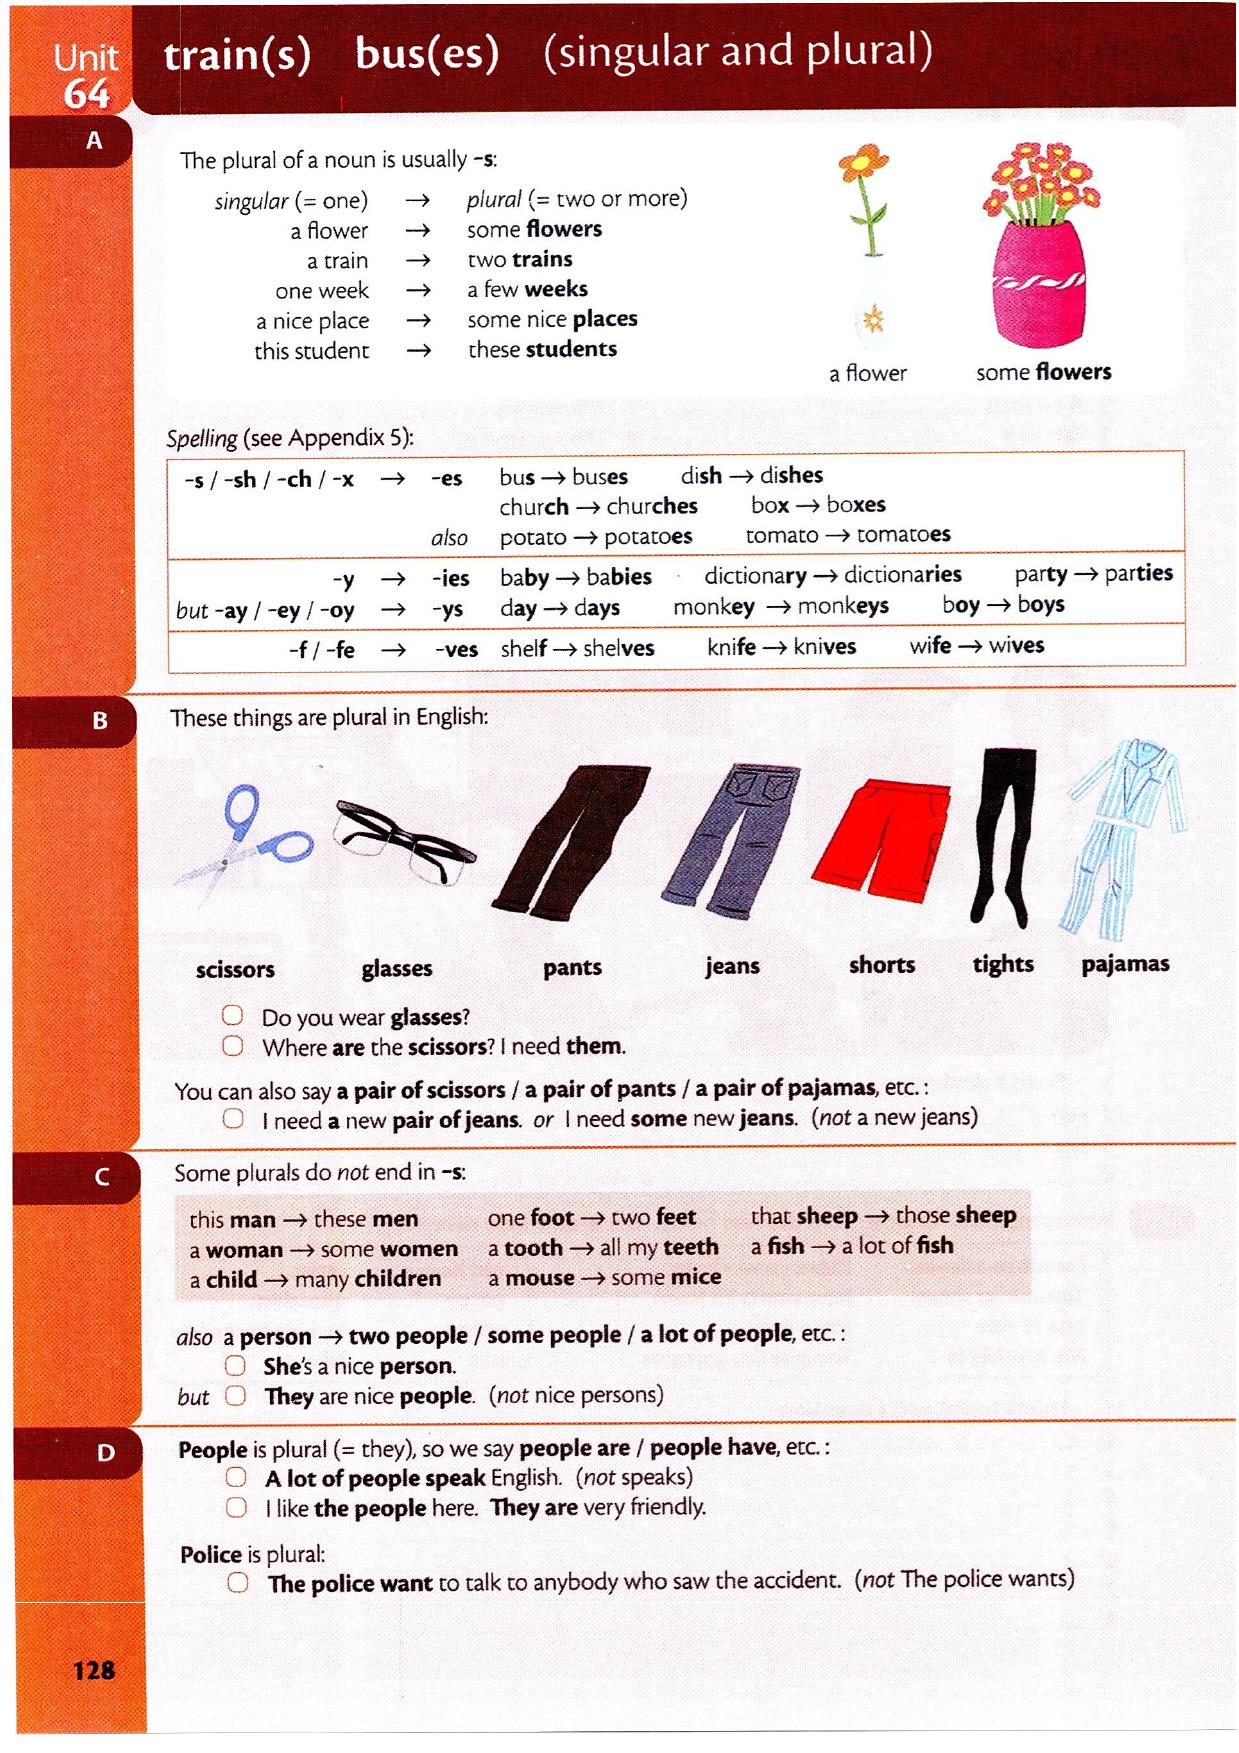 Unit 64
train(s) bus(es) (singular and plural)
A
The plural of a noun is usually -s:
singular (= one) → plural (= two or more)
a flower → some flowers
a train → two trains
one week → a few weeks
a nice place → some nice places
this student → these students
a flower some flowers
Spelling (see Appendix 5):
-s / -sh / -ch / -x → -es bus → buses dish → dishes
church → churches box → boxes
also potato → potatoes tomato → tomatoes
-y → -ies baby → babies dictionary → dictionaries party → parties
but -ay / -ey / -oy → -ys day → days monkey → monkeys boy → boys
-f / -fe → -ves shelf → shelves knife → knives wife → wives
B
These things are plural in English:
scissors glasses pants jeans shorts tights pajamas
Do you wear glasses?
Where are the scissors? I need them.
You can also say a pair of scissors / a pair of pants / a pair of pajamas, etc. :
I need a new pair of jeans. or I need some new jeans. (not a new jeans)
C
Some plurals do not end in -s:
this man → these men one foot → two feet that sheep → those sheep
a woman → some women a tooth → all my teeth a fish → a lot of fish
a child → many children a mouse → some mice
also a person → two people / some people / a lot of people, etc. :
She's a nice person.
but They are nice people. (not nice persons)
D
People is plural (= they), so we say people are / people have, etc. :
A lot of people speak English. (not speaks)
I like the people here. They are very friendly.
Police is plural:
The police want to talk to anybody who saw the accident. (not The police wants)
128